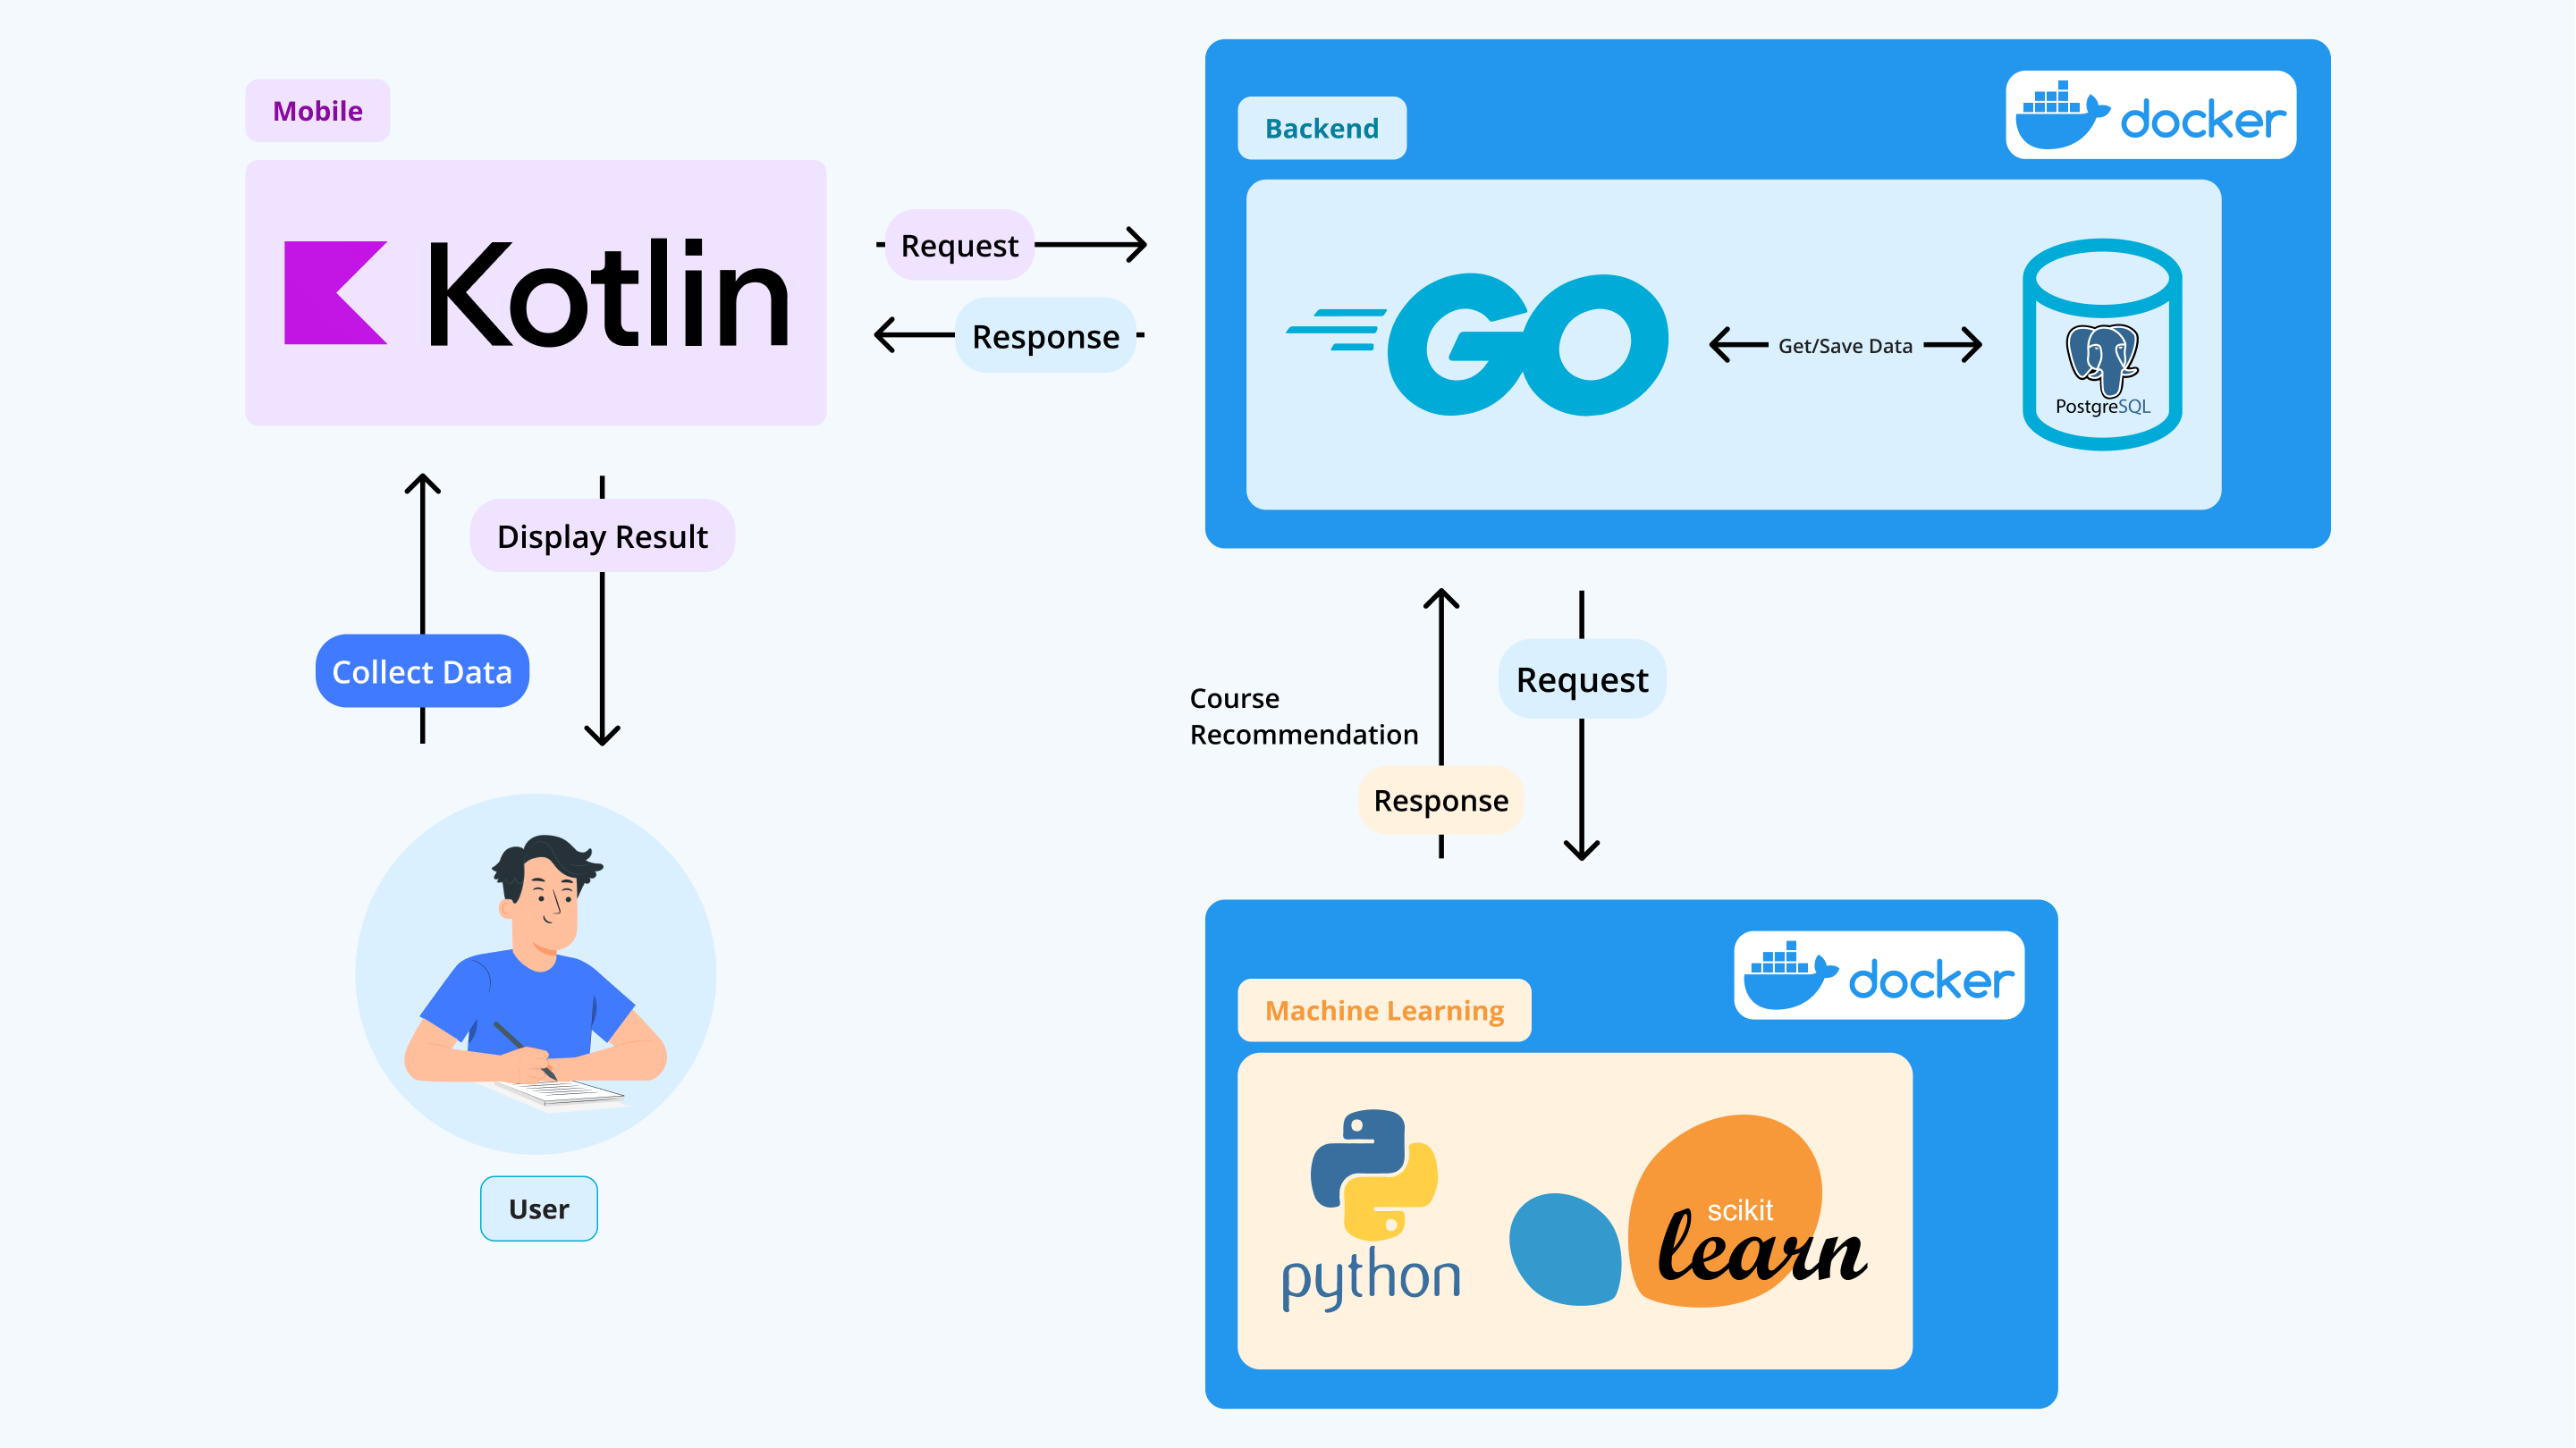 Mobile
Kotlin
Request
Response
Backend
docker
GO
Get/Save Data
PostgreSQL
Display Result
Collect Data
User
Course
Recommendation
Request
Response
Machine Learning
docker
python
scikit
learn